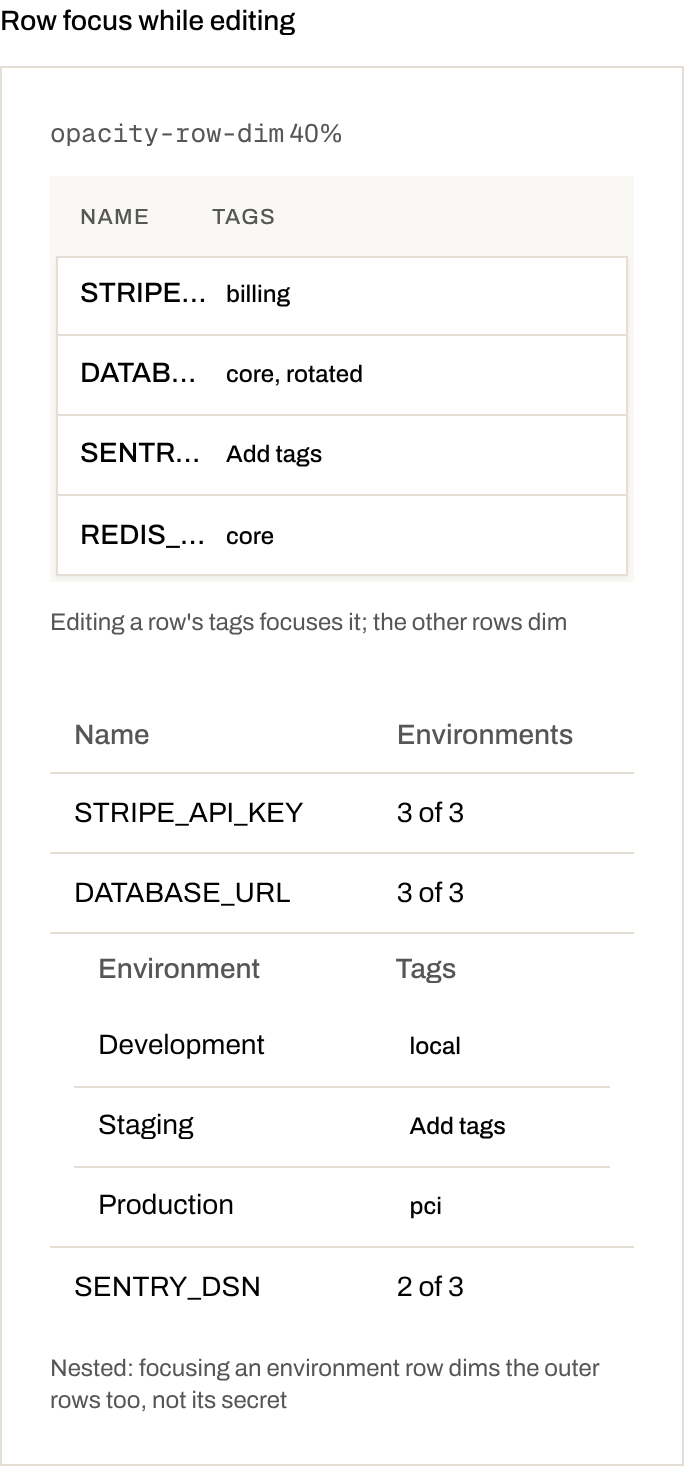 Row focus while editing
opacity-row-dim 40%
NAME TAGS
STRIPE... billing
DATAB... core, rotated
SENTR... Add tags
REDIS_... core
Editing a row's tags focuses it; the other rows dim
Name Environments
STRIPE_API_KEY 3 of 3
DATABASE_URL 3 of 3
Environment Tags
Development local
Staging Add tags
Production pci
SENTRY_DSN 2 of 3
Nested: focusing an environment row dims the outer
rows too, not its secret